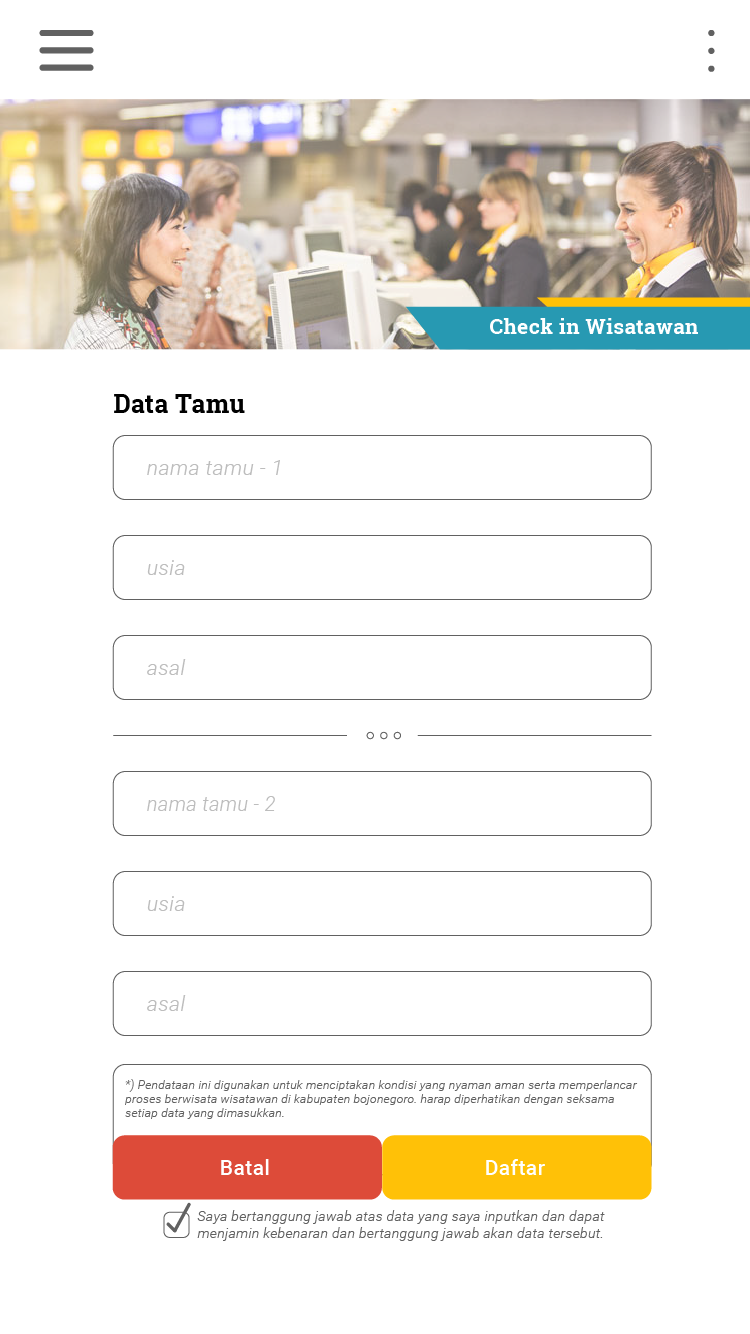 Check in Wisatawan
Data Tamu
nama tamu - 1
usia
asal
nama tamu - 2
usia
asal
*) Pendataan ini digunakan untuk menciptakan kondisi yang nyaman aman serta memperlancar
proses berwisata wisatawan di kabupaten bojonegoro. harap diperhatikan dengan seksama
setiap data yang dimasukkan.
Batal
Daftar
Saya bertanggung jawab atas data yang saya inputkan dan dapat
menjamin kebenaran dan bertanggung jawab akan data tersebut.